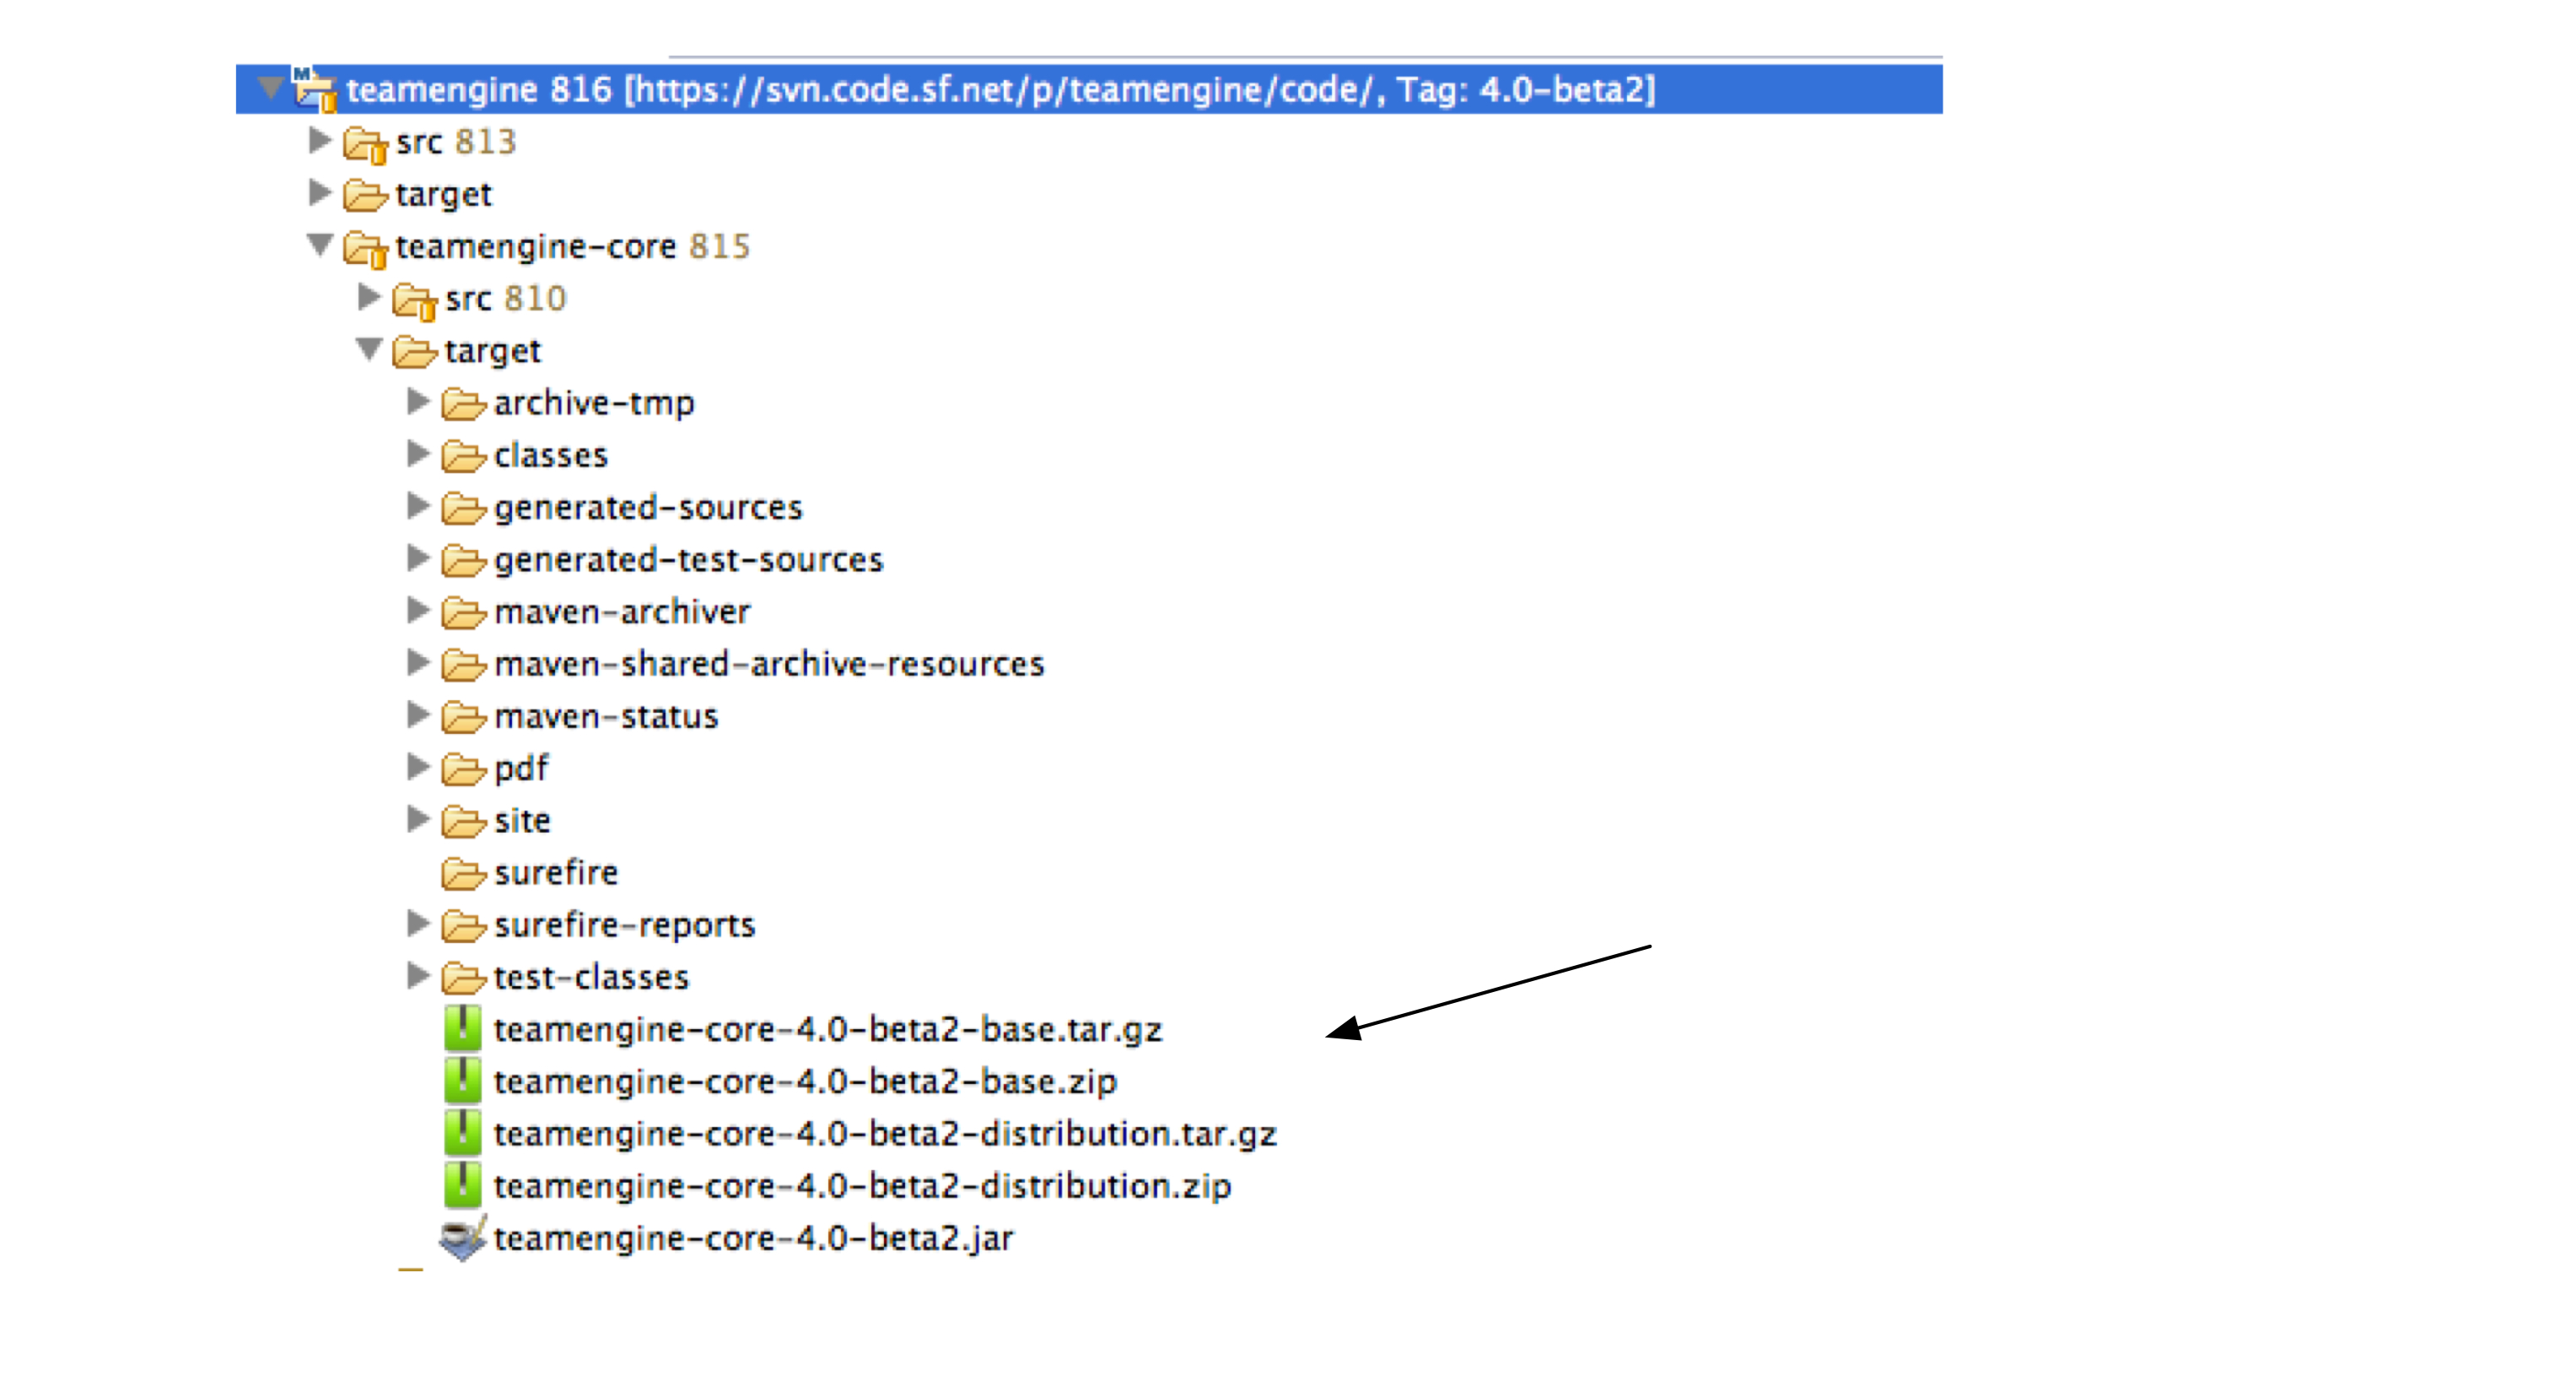 teamengine 816 [https://svn.code.sf.net/p/teamengine/code/, Tag: 4.0-beta2]
src 813
target
teamengine-core 815
src 810
target
archive-tmp
classes
generated-sources
generated-test-sources
maven-archiver
maven-shared-archive-resources
maven-status
pdf
site
surefire
surefire-reports
test-classes
teamengine-core-4.0-beta2-base.tar.gz
teamengine-core-4.0-beta2-base.zip
teamengine-core-4.0-beta2-distribution.tar.gz
teamengine-core-4.0-beta2-distribution.zip
teamengine-core-4.0-beta2.jar